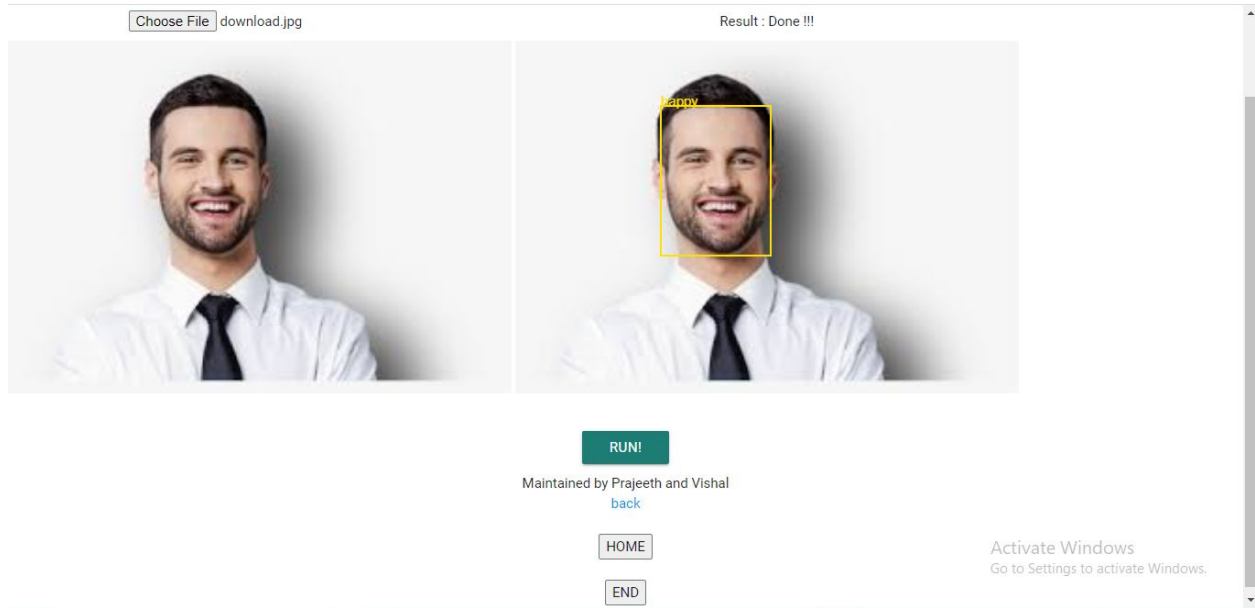 Choose File download.jpg
Result : Done !!!
happy
RUN!
Maintained by Prajeeth and Vishal
back
HOME
END
Activate Windows
Go to Settings to activate Windows.